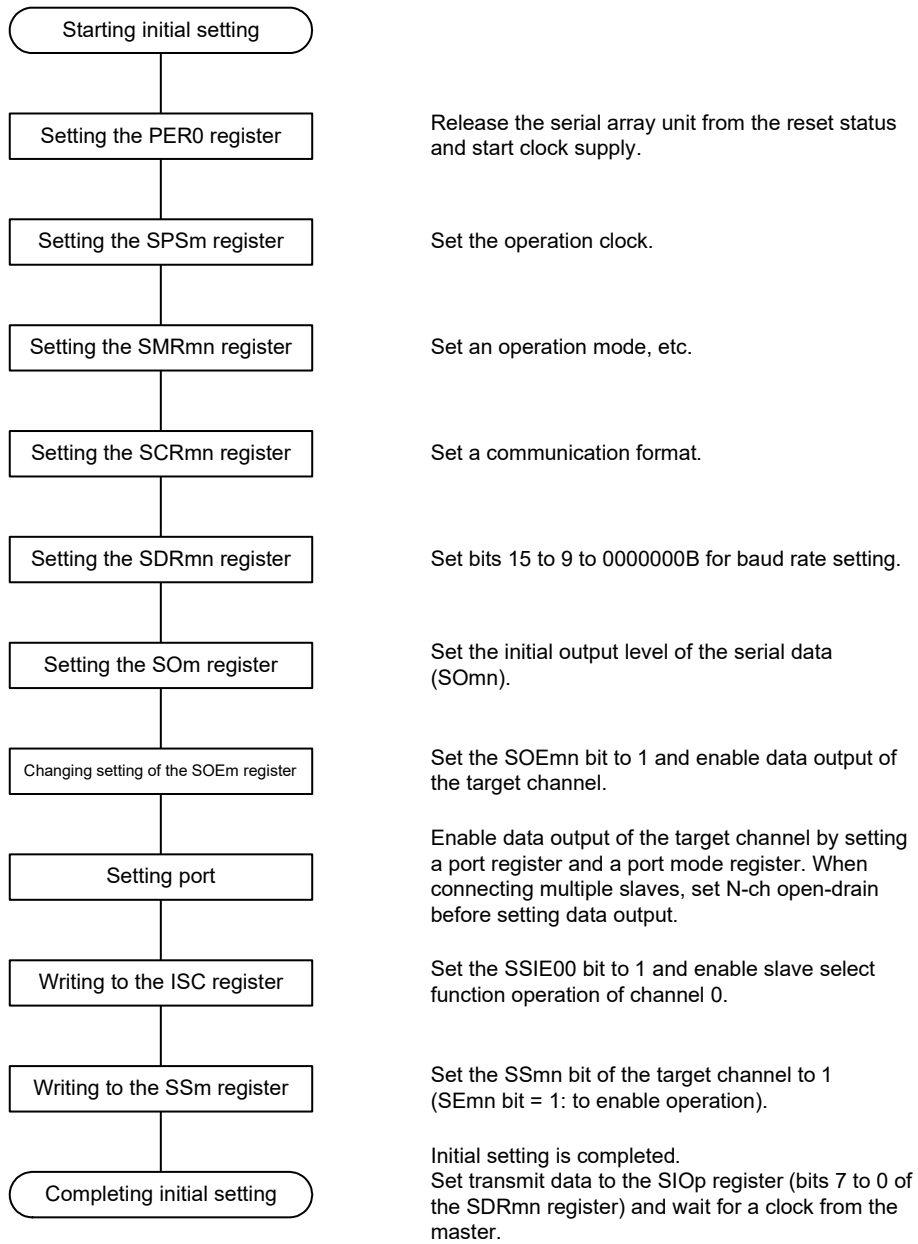 Starting initial setting
Setting the PER0 register
Release the serial array unit from the reset status
and start clock supply.
Setting the SPSm register
Set the operation clock.
Setting the SMRmn register
Set an operation mode, etc.
Setting the SCRmn register
Set a communication format.
Setting the SDRmn register
Set bits 15 to 9 to 0000000B for baud rate setting.
Setting the SOm register
Set the initial output level of the serial data
(SOmn).
Changing setting of the SOEm register
Set the SOEmn bit to 1 and enable data output of
the target channel.
Setting port
Enable data output of the target channel by setting
a port register and a port mode register. When
connecting multiple slaves, set N-ch open-drain
before setting data output.
Writing to the ISC register
Set the SSIE00 bit to 1 and enable slave select
function operation of channel 0.
Writing to the SSm register
Set the SSmn bit of the target channel to 1
(SEmn bit = 1: to enable operation).
Completing initial setting
Initial setting is completed.
Set transmit data to the SIOp register (bits 7 to 0 of
the SDRmn register) and wait for a clock from the
master.